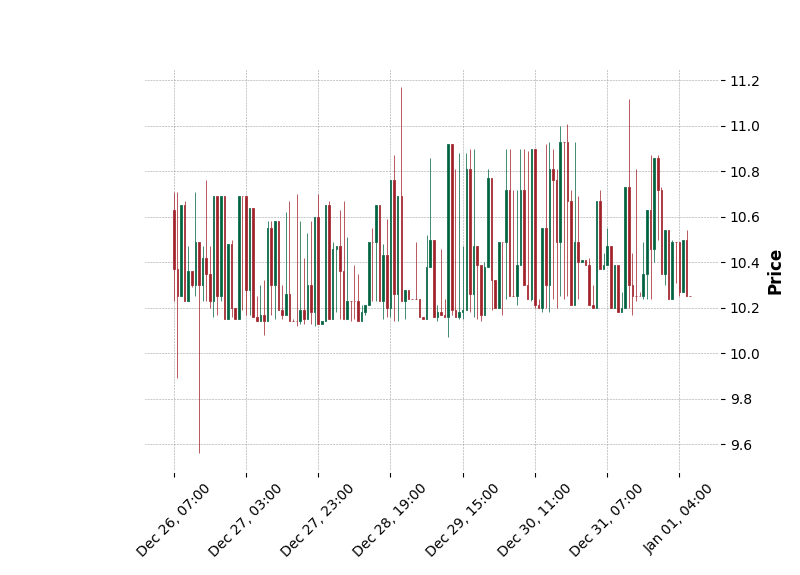 11.2
11.0
10.8
10.6
10.4
10.2
10.0
9.8
9.6
Price
Dec 26, 07:00
Dec 27, 03:00
Dec 27, 23:00
Dec 28, 19:00
Dec 29, 15:00
Dec 30, 11:00
Dec 31, 07:00
Jan 01, 04:00